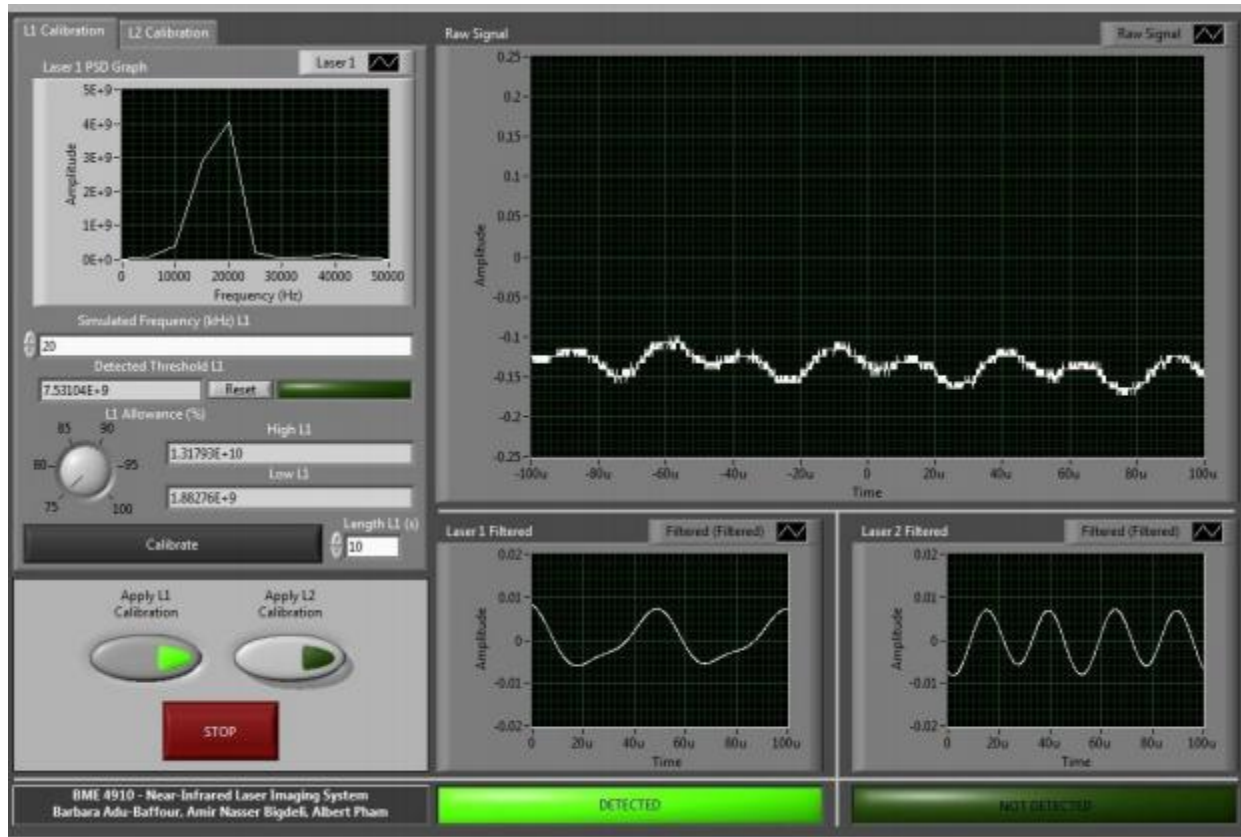 L1 Calibration
L2 Calibration
Laser 1 PSD Graph
Laser 1
5E+9
4E+9
3E+9
2E+9
1E+9
0E+0
Amplitude
0 10000 20000 30000 40000 50000
Frequency (Hz)
Simulated Frequency (kHz) L1
20
Detected Threshold L1
7.53104E+9
Reset
L1 Allowance (%)
75 80 85 90 95 100
High L1
1.31793E+10
Low L1
1.88276E+9
Calibrate
Length L1 (s)
10
Apply L1
Calibration
Apply L2
Calibration
STOP
BME 4910 - Near-Infrared Laser Imaging System
Barbara Adu-Baffour, Amir Nasser Bigdeli, Albert Pham
Raw Signal
Raw Signal
0.25
0.2
0.15
0.1
0.05
0
-0.05
-0.1
-0.15
-0.2
-0.25
Amplitude
-100u -80u -60u -40u -20u 0 20u 40u 60u 80u 100u
Time
Laser 1 Filtered
Filtered (Filtered)
0.02
0.01
0
-0.01
-0.02
Amplitude
0 20u 40u 60u 80u 100u
Time
DETECTED
Laser 2 Filtered
Filtered (Filtered)
0.02
0.01
0
-0.01
-0.02
Amplitude
0 20u 40u 60u 80u 100u
Time
NOT DETECTED